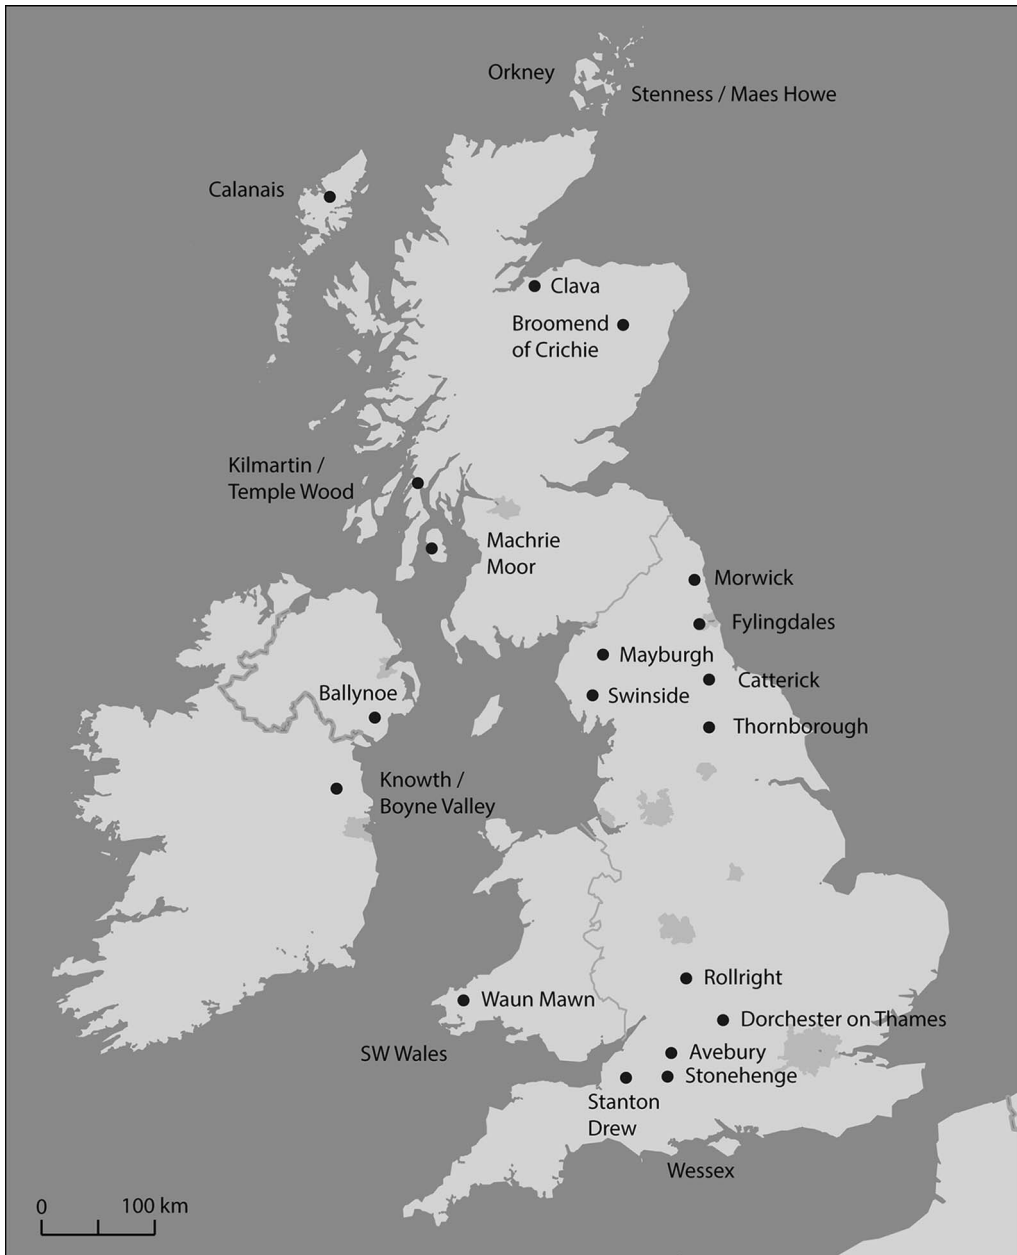 Orkney
Stenness / Maes Howe
Calanais
Clava
Broomend
of Crichie
Kilmartin /
Temple Wood
Machrie
Moor
Morwick
Fylingdales
Mayburgh
Catterick
Swinside
Ballynoe
Thornborough
Knowth /
Boyne Valley
Rollright
Waun Mawn
Dorchester on Thames
SW Wales
Avebury
Stonehenge
Stanton
Drew
Wessex
0 100 km